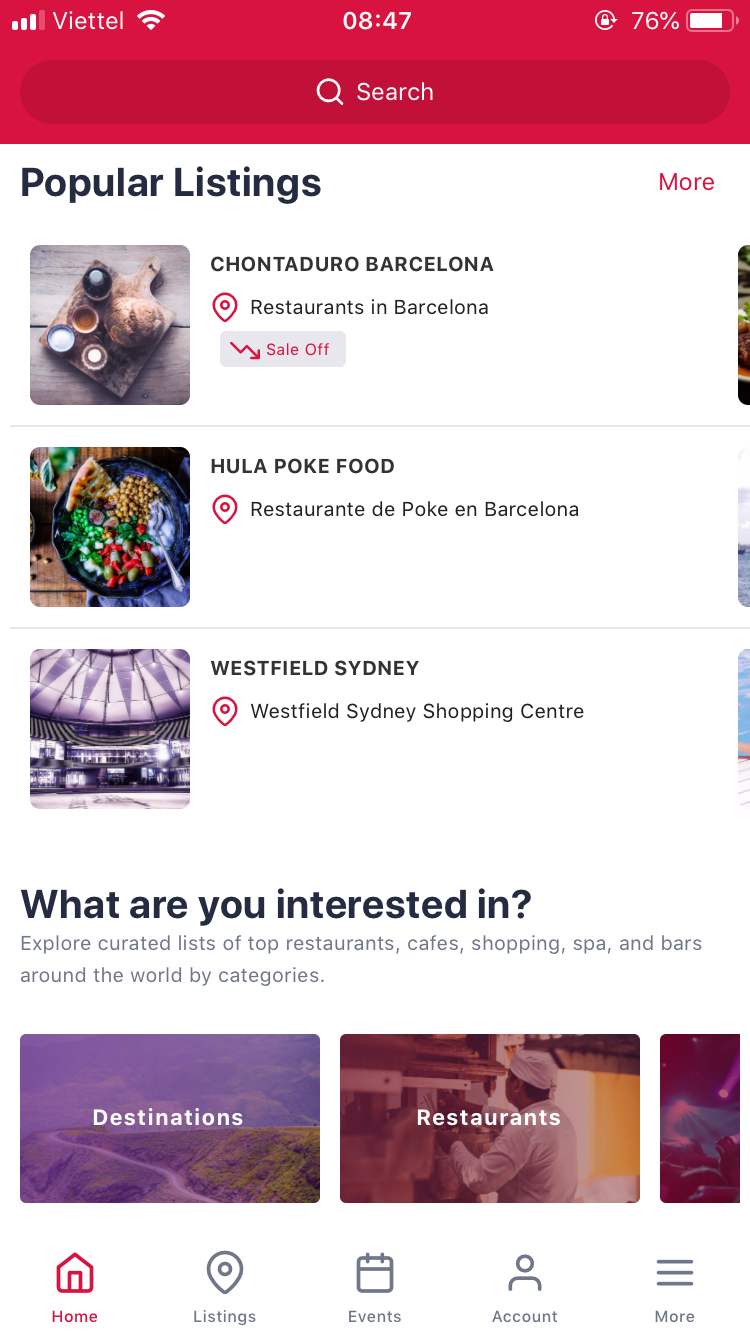 Viettel 08:47 76%
Search
Popular Listings More
CHONTADURO BARCELONA
Restaurants in Barcelona
Sale Off
HULA POKE FOOD
Restaurante de Poke en Barcelona
WESTFIELD SYDNEY
Westfield Sydney Shopping Centre
What are you interested in?
Explore curated lists of top restaurants, cafes, shopping, spa, and bars
around the world by categories.
Destinations Restaurants
Home Listings Events Account More